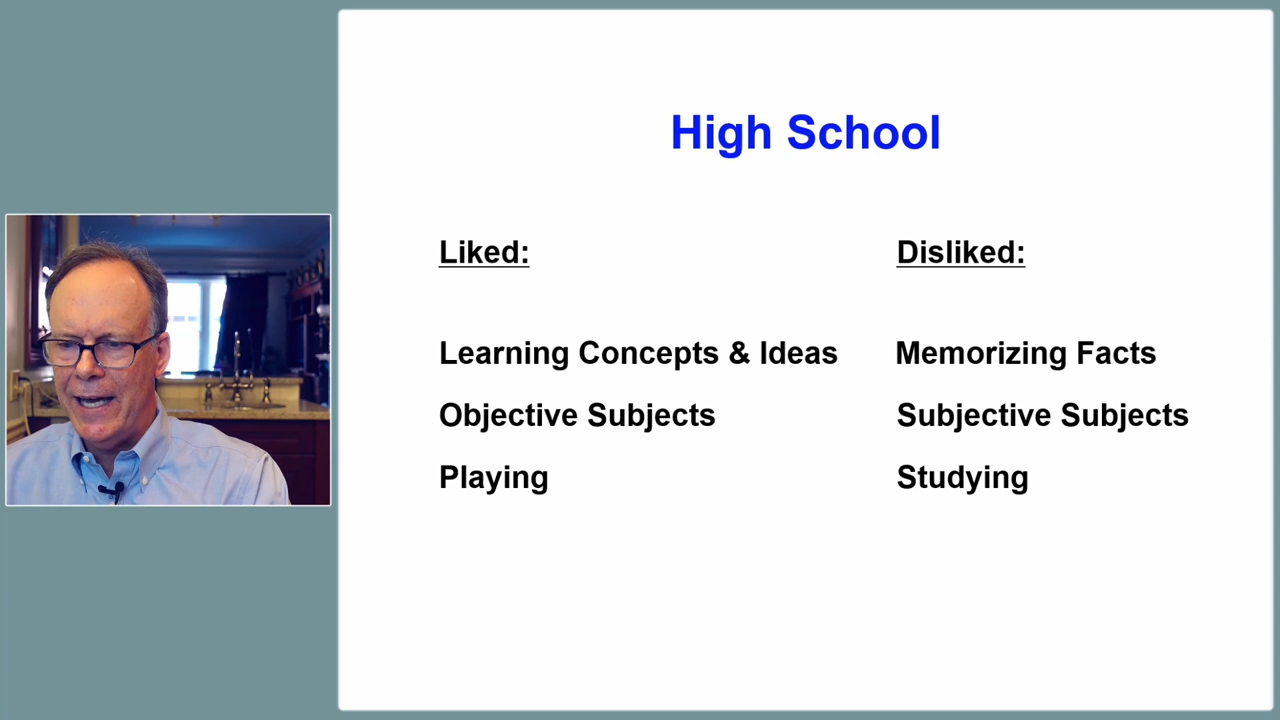 High School
Liked:
Disliked:
Learning Concepts & Ideas
Memorizing Facts
Objective Subjects
Subjective Subjects
Playing
Studying